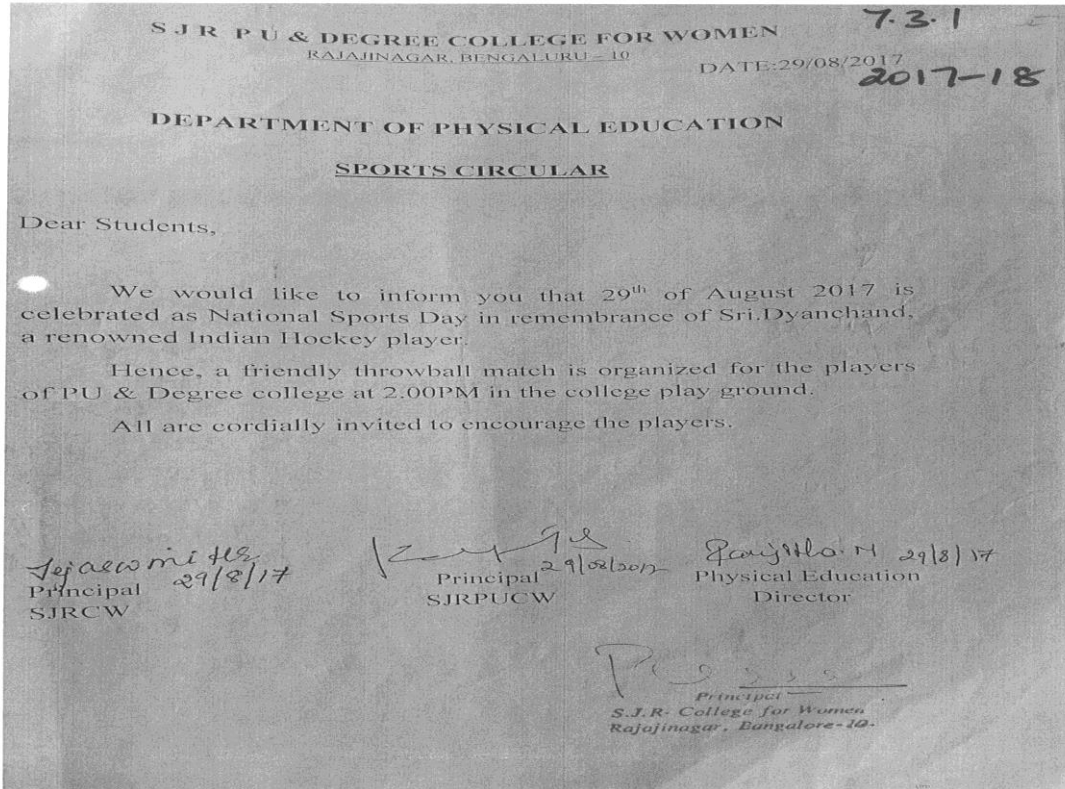 7.3.1
S J R P U & DEGREE COLLEGE FOR WOMEN
RAJAJINAGAR, BENGALURU – 10
DATE:29/08/2017
2017-18
DEPARTMENT OF PHYSICAL EDUCATION
SPORTS CIRCULAR
Dear Students,
We would like to inform you that 29th of August 2017 is
celebrated as National Sports Day in remembrance of Sri.Dyanchand,
a renowned Indian Hockey player.
Hence, a friendly throwball match is organized for the players
of PU & Degree college at 2.00PM in the college play ground.
All are cordially invited to encourage the players.
29/8/17
29/08/2017
29/8/17
Principal
Principal
Physical Education
SJRCW
SJRPUCW
Director
Principal
S.J.R- College for Women
Rajajinagar, Bangalore-10-